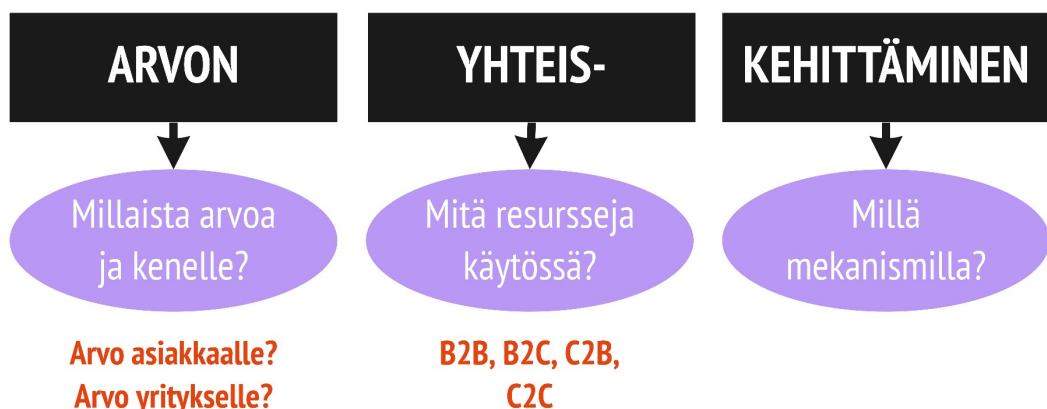 ARVON
YHTEIS-
KEHITTÄMINEN
Millaista arvoa
ja kenelle?
Mitä resursseja
käytössä?
Millä
mekanismilla?
Arvo asiakkaalle?
Arvo yritykselle?
B2B, B2C, C2B,
C2C